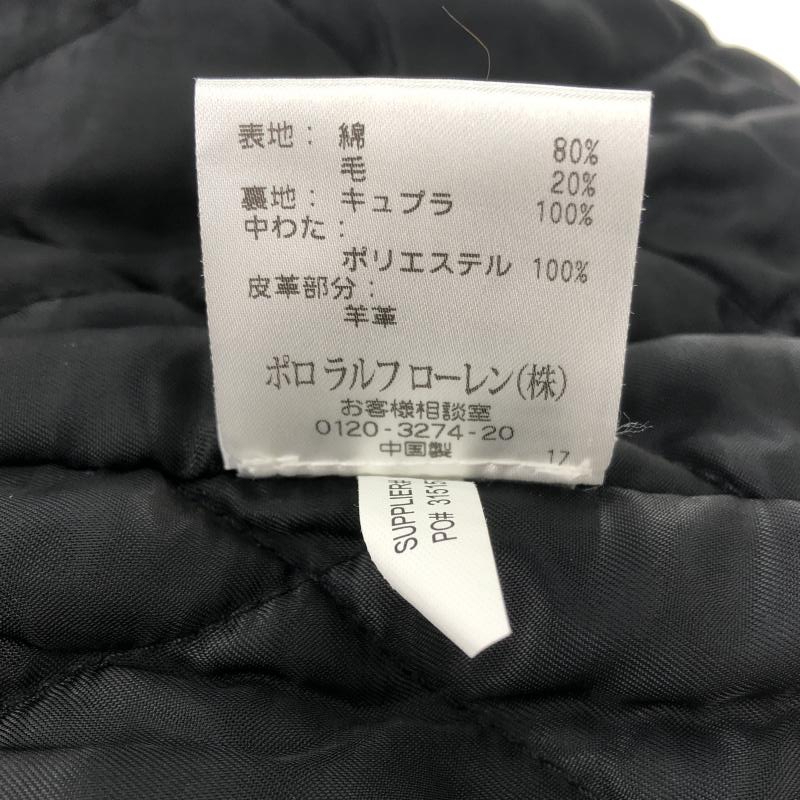 表地： 綿 80%
毛 20%
裏地： キュプラ 100%
中わた：
ポリエステル 100%
皮革部分：
羊革
ポロ ラルフ ローレン(株)
お客様相談室
0120-3274-20
中国製 17
SUPPLIER#
PO# 31515